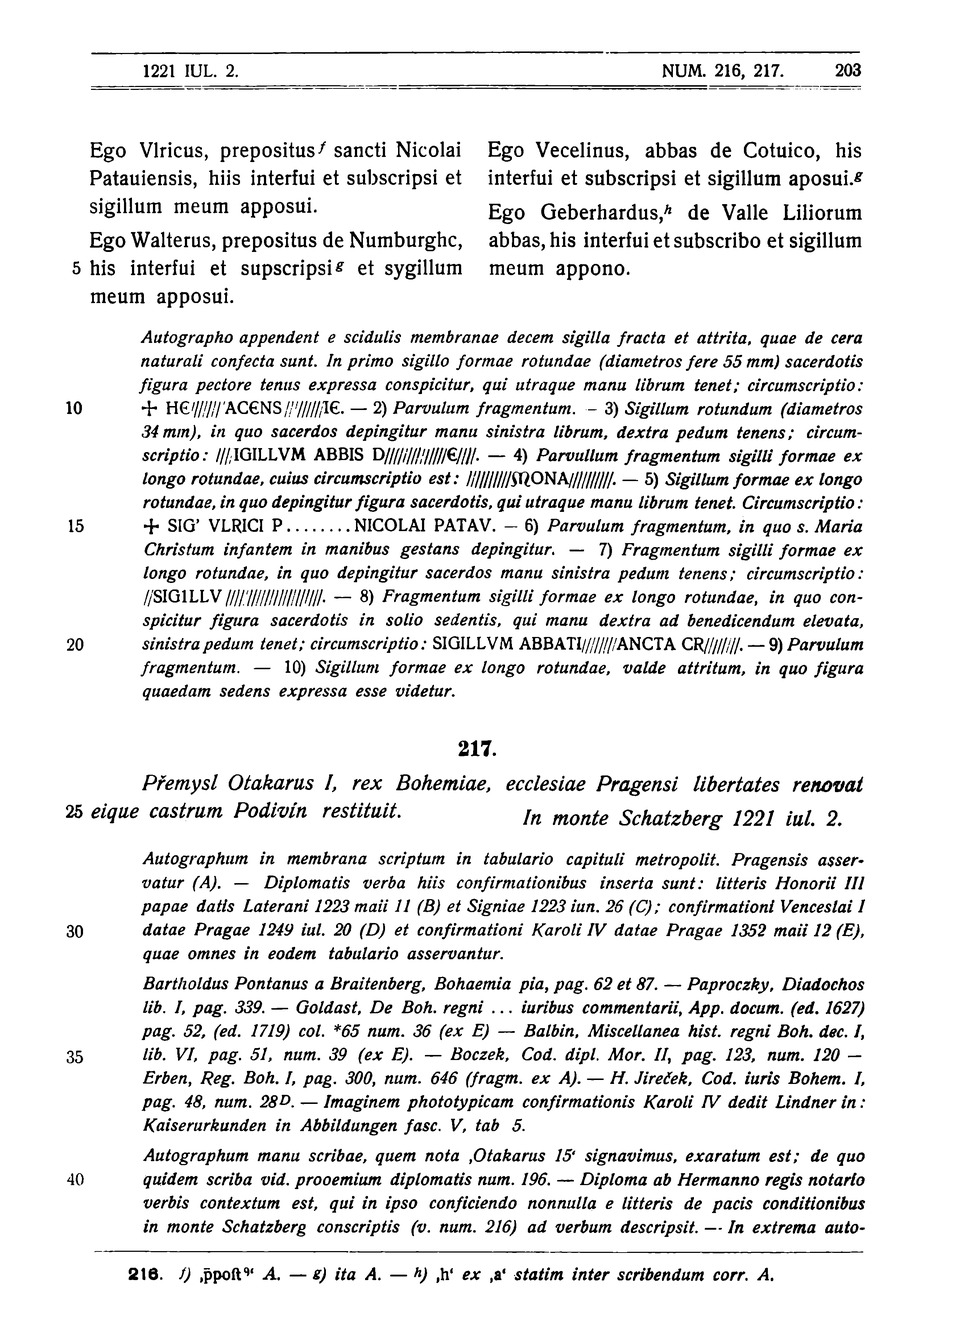 1221 IUL. 2. NUM. 216, 217. 203
Ego Vlricus, prepositus f sancti Nicolai
Patauiensis, hiis interfui et subscripsi et
sigillum meum apposui.
Ego Walterus, prepositus de Numburghc,
5 his interfui et supscripsi g et sygillum
meum apposui.
Ego Vecelinus, abbas de Cotuico, his
interfui et subscripsi et sigillum aposui. g
Ego Geberhardus, h de Valle Liliorum
abbas, his interfui et subscribo et sigillum
meum appono.
Autographo appendent e scidulis membranae decem sigilla fracta et attrita, quae de cera
naturali confecta sunt. In primo sigillo formae rotundae (diametros fere 55 mm) sacerdotis
figura pectore tenus expressa conspicitur, qui utraque manu librum tenet; circumscriptio:
10 + HЄ///////ACЄNS/////////IЄ. — 2) Parvulum fragmentum. – 3) Sigillum rotundum (diametros
34 mm), in quo sacerdos depingitur manu sinistra librum, dextra pedum tenens; circum-
scriptio: ///IGILLVM ABBIS D/////////////Є////. — 4) Parvullum fragmentum sigilli formae ex
longo rotundae, cuius circumscriptio est: //////////ONA//////////. — 5) Sigillum formae ex longo
rotundae, in quo depingitur figura sacerdotis, qui utraque manu librum tenet. Circumscriptio:
15 + SIG' VLRICI P........NICOLAI PATAV. — 6) Parvulum fragmentum, in quo s. Maria
Christum infantem in manibus gestans depingitur. — 7) Fragmentum sigilli formae ex
longo rotundae, in quo depingitur sacerdos manu sinistra pedum tenens; circumscriptio:
//SIG1LLV////////////////////. — 8) Fragmentum sigilli formae ex longo rotundae, in quo con-
spicitur figura sacerdotis in solio sedentis, qui manu dextra ad benedicendum elevata,
20 sinistra pedum tenet; circumscriptio: SIGILLVM ABBATI////////ANCTA CR////////. — 9) Parvulum
fragmentum. — 10) Sigillum formae ex longo rotundae, valde attritum, in quo figura
quaedam sedens expressa esse videtur.
217.
Přemysl Otakarus I, rex Bohemiae, ecclesiae Pragensi libertates renovat
25 eique castrum Podivín restituit. In monte Schatzberg 1221 iul. 2.
Autographum in membrana scriptum in tabulario capituli metropolit. Pragensis asser-
vatur (A). — Diplomatis verba hiis confirmationibus inserta sunt: litteris Honorii III
papae datis Laterani 1223 maii 11 (B) et Signiae 1223 iun. 26 (C); confirmationi Venceslai I
30 datae Pragae 1249 iul. 20 (D) et confirmationi Karoli IV datae Pragae 1352 maii 12 (E),
quae omnes in eodem tabulario asservantur.
Bartholdus Pontanus a Braitenberg, Bohaemia pia, pag. 62 et 87. — Paproczky, Diadochos
lib. I, pag. 339. — Goldast, De Boh. regni ... iuribus commentarii, App. docum. (ed. 1627)
pag. 52, (ed. 1719) col. *65 num. 36 (ex E) — Balbin, Miscellanea hist. regni Boh. dec. I,
35 lib. VI, pag. 51, num. 39 (ex E). — Boczek, Cod. dipl. Mor. II, pag. 123, num. 120 —
Erben, Reg. Boh. I, pag. 300, num. 646 (fragm. ex A). — H. Jireček, Cod. iuris Bohem. I,
pag. 48, num. 28D. — Imaginem phototypicam confirmationis Karoli IV dedit Lindner in:
Kaiserurkunden in Abbildungen fasc. V, tab 5.
Autographum manu scribae, quem nota ‚Otakarus 15‘ signavimus, exaratum est; de quo
40 quidem scriba vid. prooemium diplomatis num. 196. — Diploma ab Hermanno regis notario
verbis contextum est, qui in ipso conficiendo nonnulla e litteris de pacis conditionibus
in monte Schatzberg conscriptis (v. num. 216) ad verbum descripsit. — In extrema auto-
216. f) ‚p̄poſtꝰ‘ A. — g) ita A. — h) ‚h‘ ex ‚a‘ statim inter scribendum corr. A.